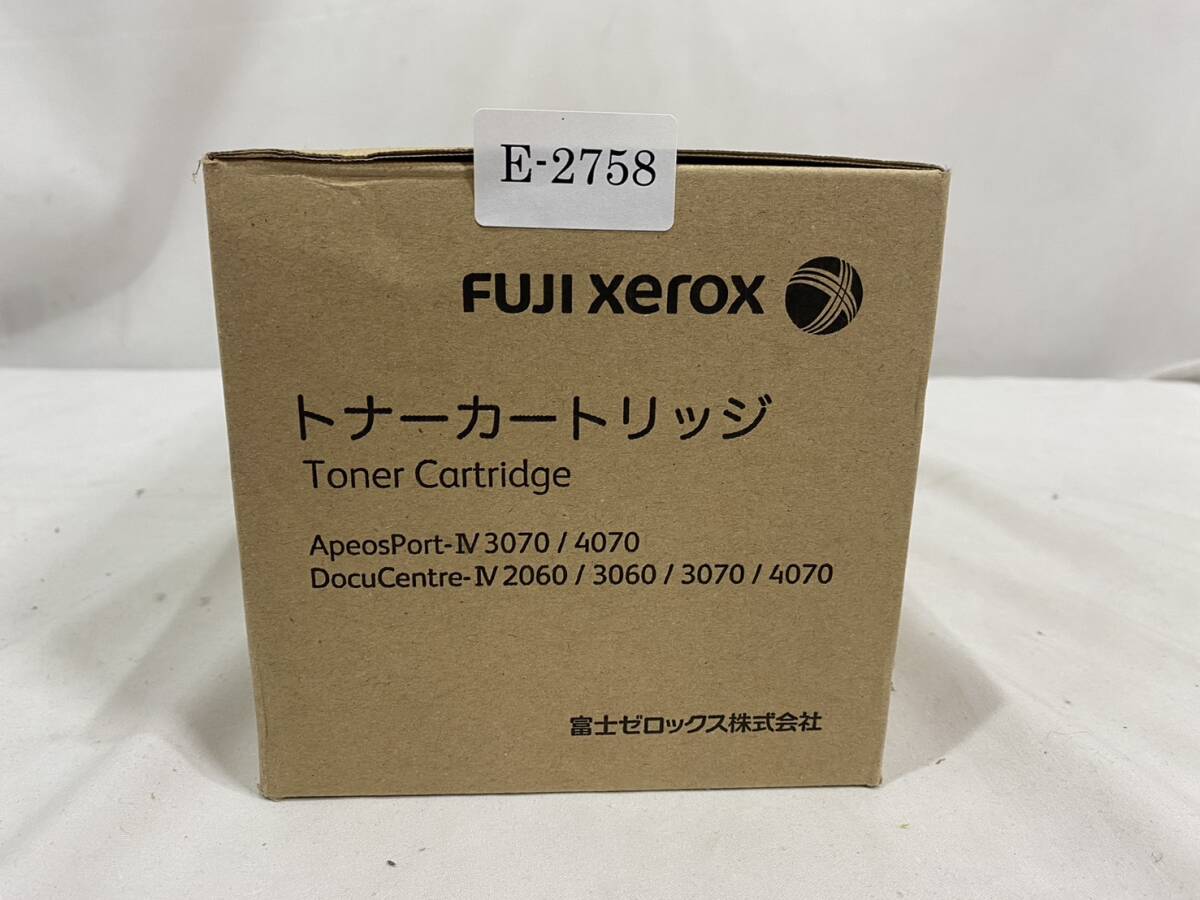 E-2758
FUJI xerox
トナーカートリッジ
Toner Cartridge
ApeosPort-Ⅳ 3070 / 4070
DocuCentre-Ⅳ 2060 / 3060 / 3070 / 4070
富士ゼロックス株式会社